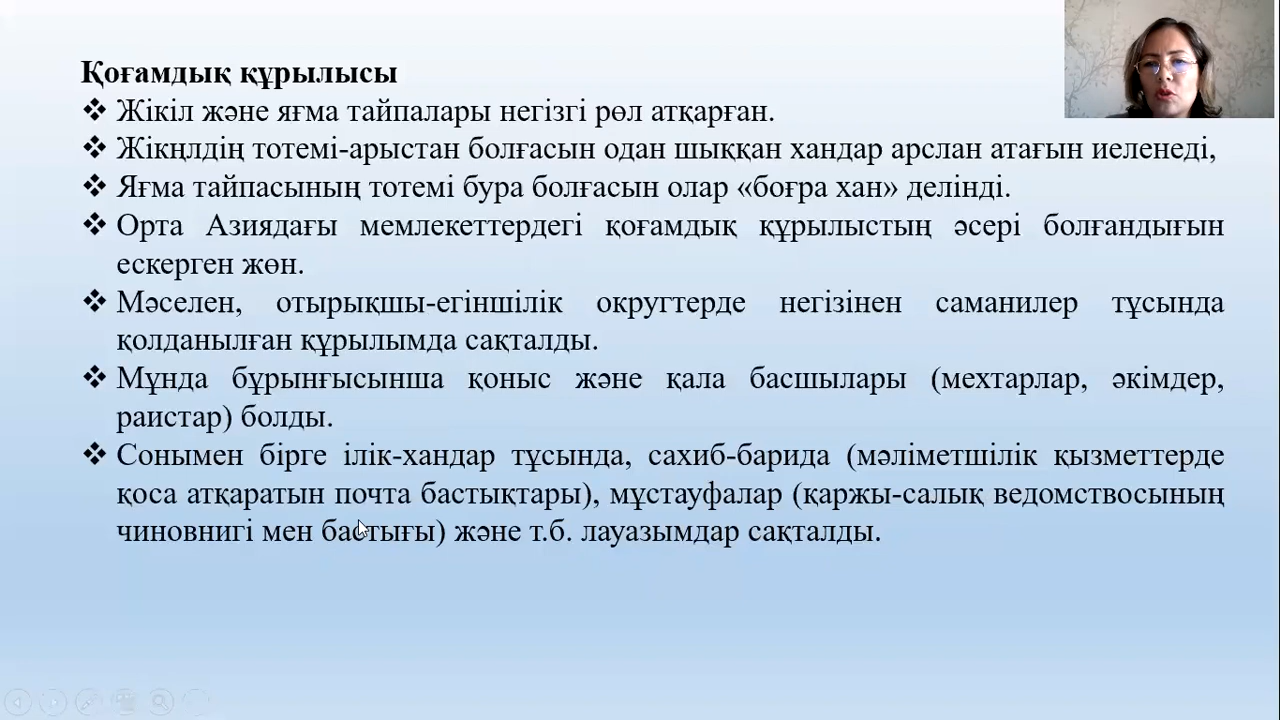 Қоғамдық құрылысы
❖ Жікіл және яғма тайпалары негізгі рөл атқарған.
❖ Жікңлдің тотемі-арыстан болғасын одан шыққан хандар арслан атағын иеленеді,
❖ Яғма тайпасының тотемі бура болғасын олар «боғра хан» делінді.
❖ Орта Азиядағы мемлекеттердегі қоғамдық құрылыстың әсері болғандығын
ескерген жөн.
❖ Мәселен, отырықшы-егіншілік округтерде негізінен саманилер тұсында
қолданылған құрылымда сақталды.
❖ Мұнда бұрынғысынша қоныс және қала басшылары (мехтарлар, әкімдер,
раистар) болды.
❖ Сонымен бірге ілік-хандар тұсында, сахиб-барида (мәліметшілік қызметтерде
қоса атқаратын почта бастықтары), мұстауфалар (қаржы-салық ведомствосының
чиновнигі мен бастығы) және т.б. лауазымдар сақталды.